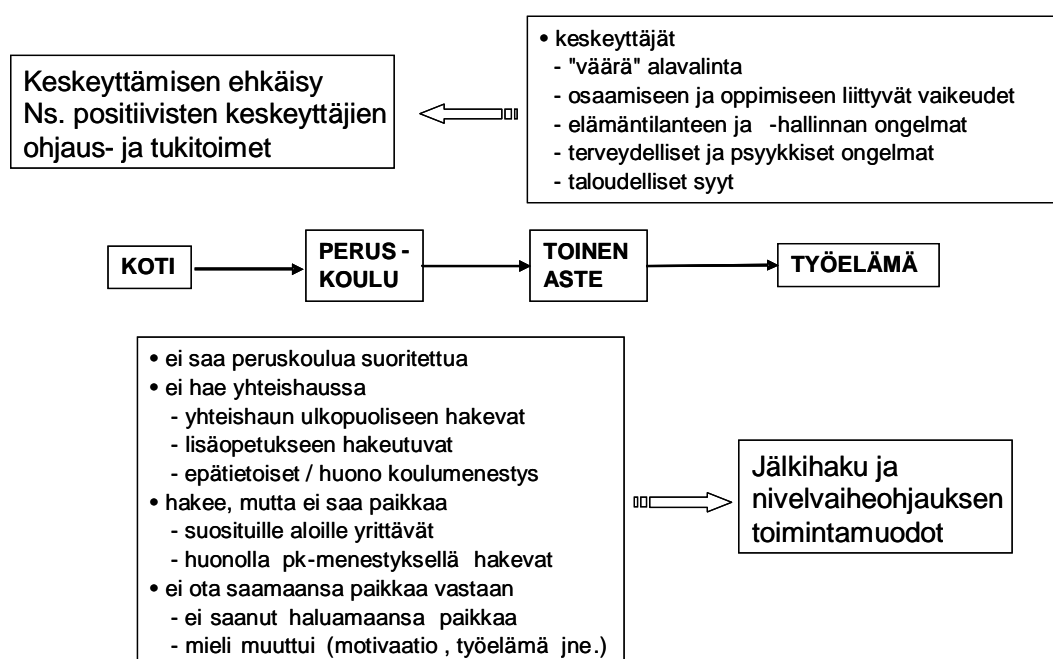 • keskeyttäjät
- "väärä" alavalinta
- osaamiseen ja oppimiseen liittyvät vaikeudet
- elämäntilanteen ja -hallinnan ongelmat
- terveydelliset ja psyykkiset ongelmat
- taloudelliset syyt
Keskeyttämisen ehkäisy
Ns. positiivisten keskeyttäjien
ohjaus- ja tukitoimet
KOTI
PERUS -
KOULU
TOINEN
ASTE
TYÖELÄMÄ
• ei saa peruskoulua suoritettua
• ei hae yhteishaussa
- yhteishaun ulkopuoliseen hakevat
- lisäopetukseen hakeutuvat
- epätietoiset / huono koulumenestys
• hakee, mutta ei saa paikkaa
- suosituille aloille yrittävät
- huonolla pk-menestyksellä hakevat
• ei ota saamaansa paikkaa vastaan
- ei saanut haluamaansa paikkaa
- mieli muuttui (motivaatio , työelämä jne.)
Jälkihaku ja
nivelvaiheohjauksen
toimintamuodot